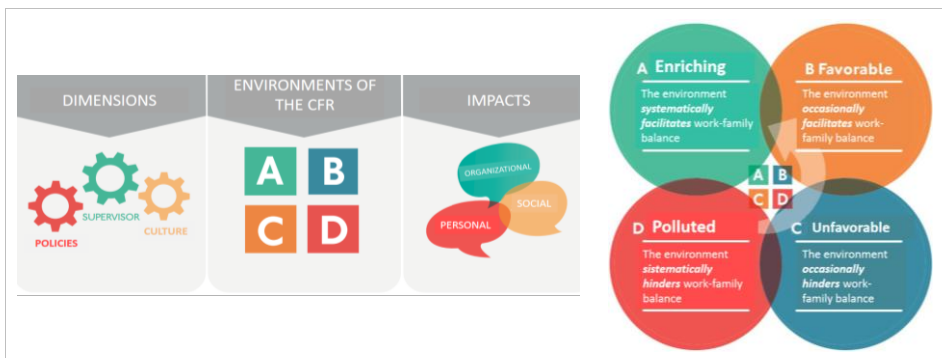 DIMENSIONS
ENVIRONMENTS OF
THE CFR
IMPACTS
SUPERVISOR
POLICIES
CULTURE
A B
C D
ORGANIZATIONAL
SOCIAL
PERSONAL
A Enriching
The environment
systematically
facilitates work-family
balance
B Favorable
The environment
occasionally
facilitates work-
family balance
A B
C D
D Polluted
The environment
sistematically
hinders work-family
balance
C Unfavorable
The environment
occasionally
hinders work-
family balance